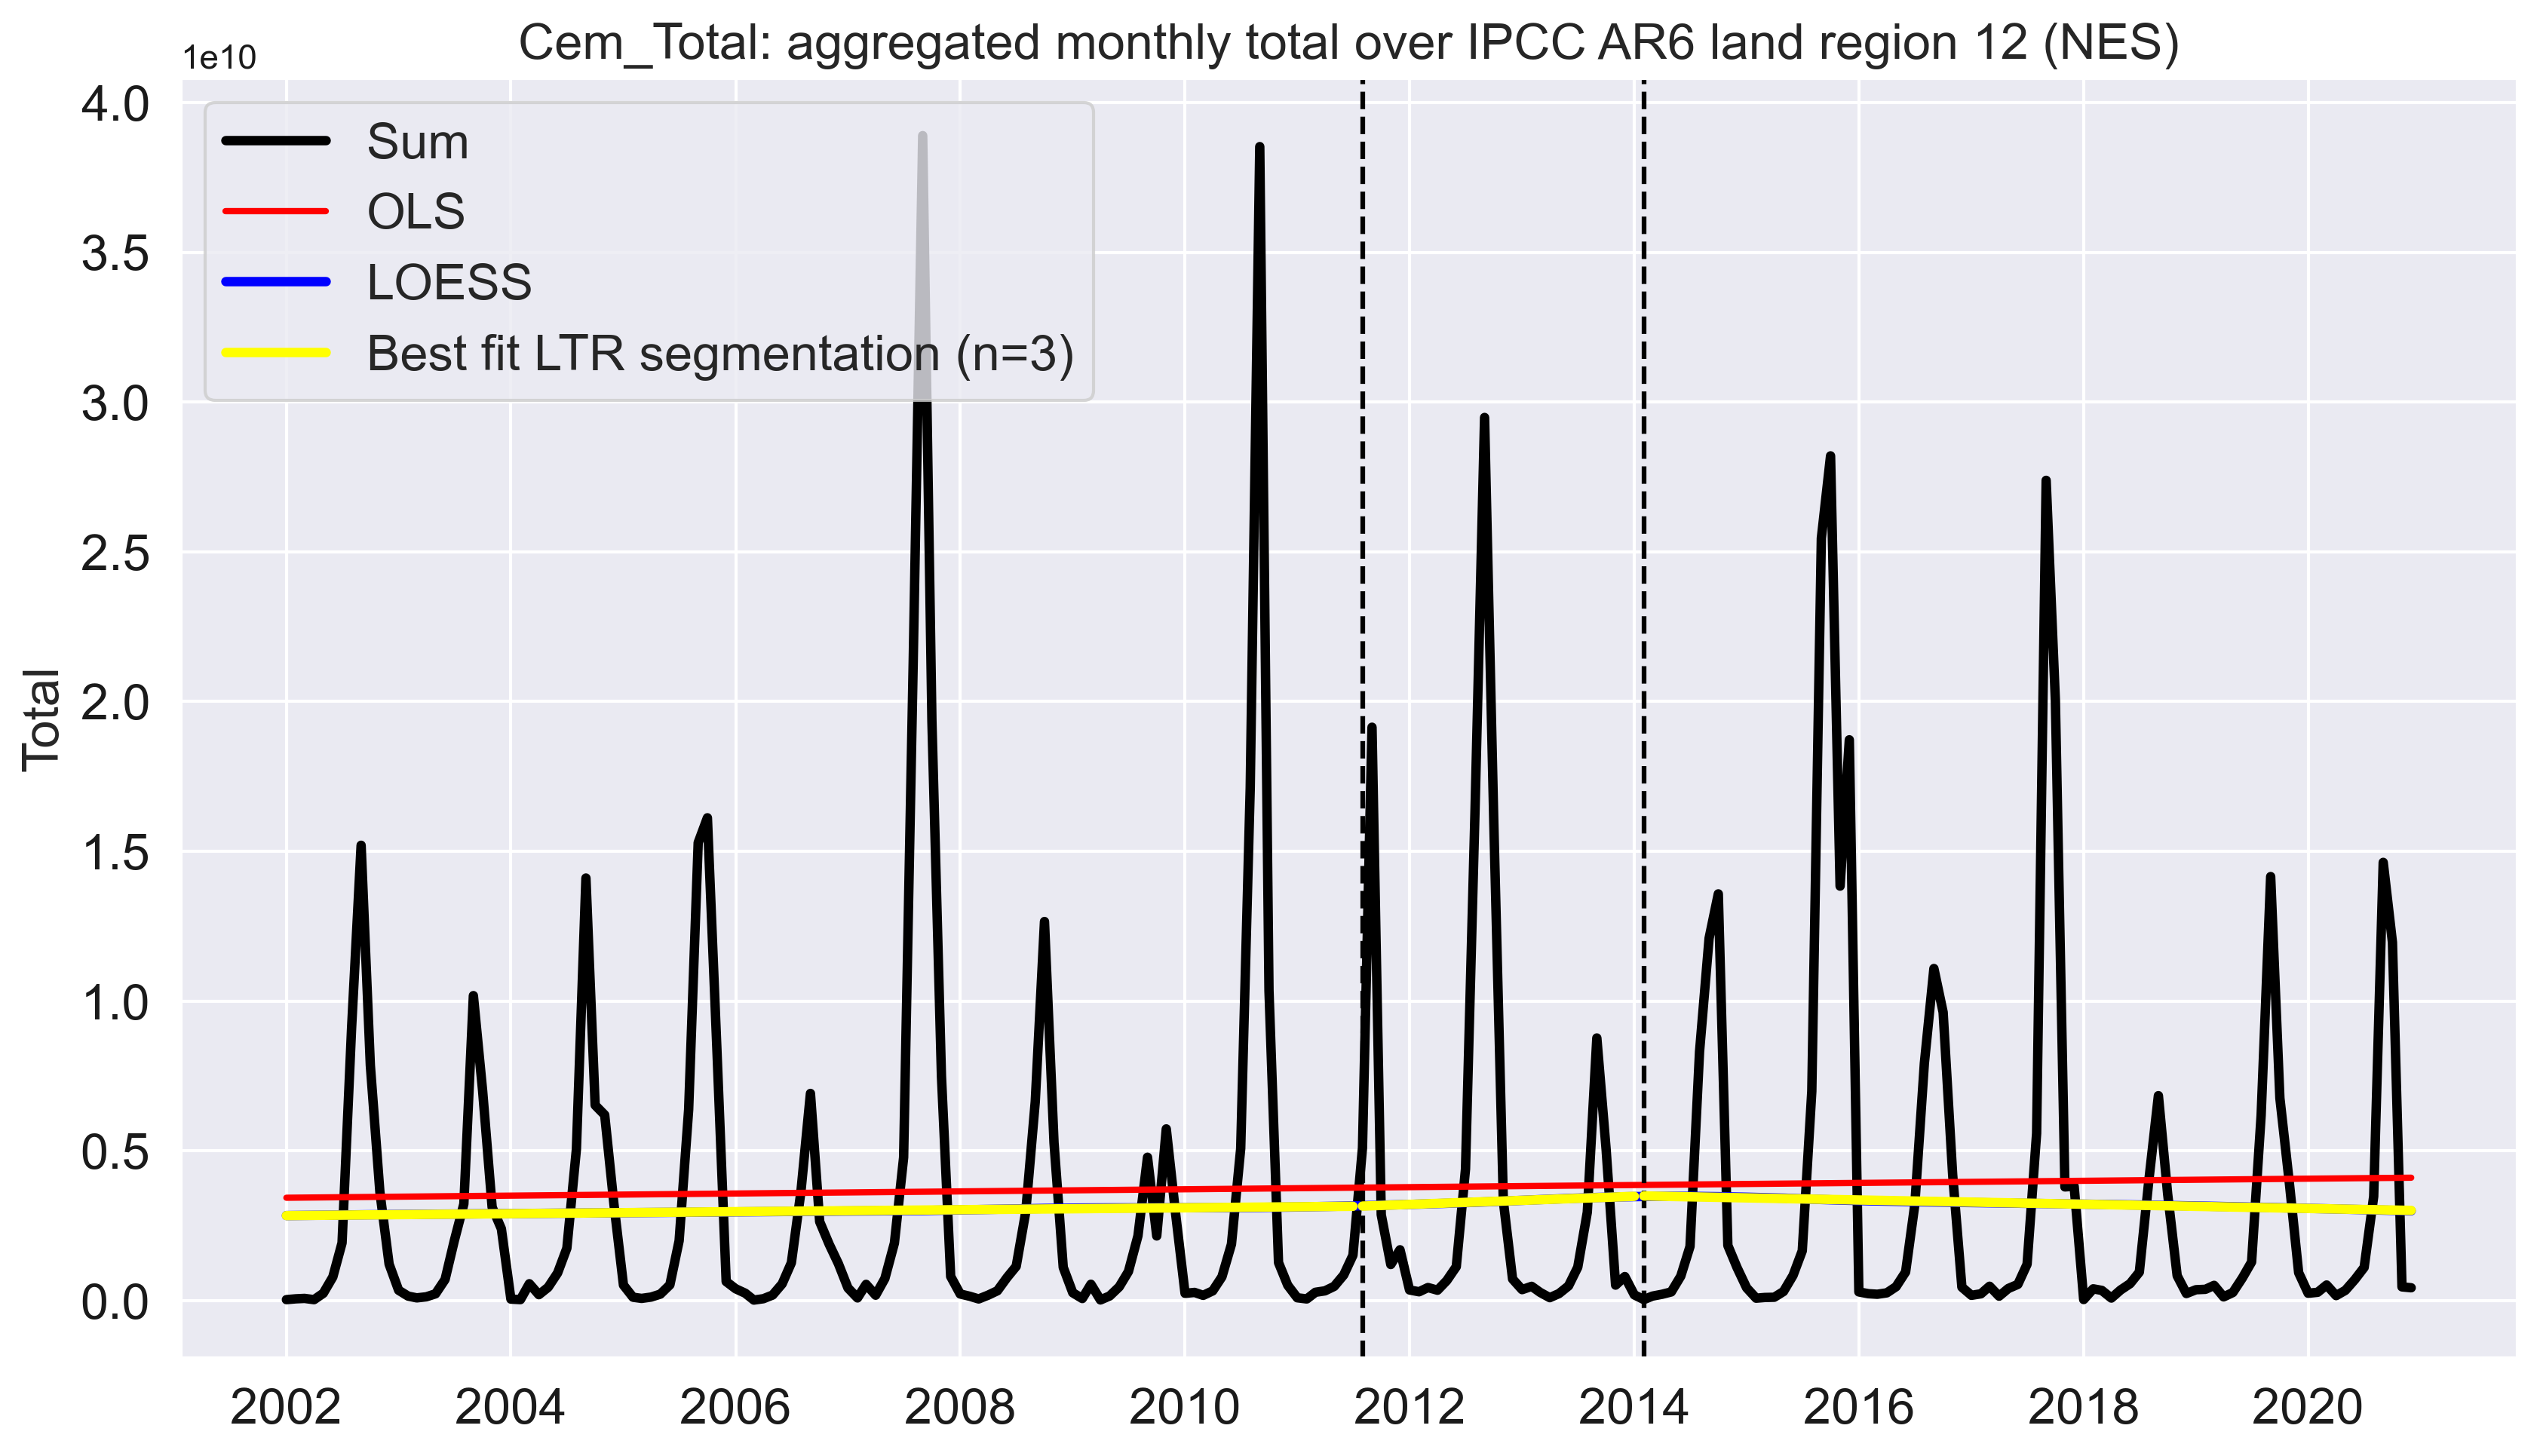 Cem_Total: aggregated monthly total over IPCC AR6 land region 12 (NES)
1e10
4.0
3.5
3.0
2.5
2.0
1.5
1.0
0.5
0.0
Total
Sum
OLS
LOESS
Best fit LTR segmentation (n=3)
2002 2004 2006 2008 2010 2012 2014 2016 2018 2020